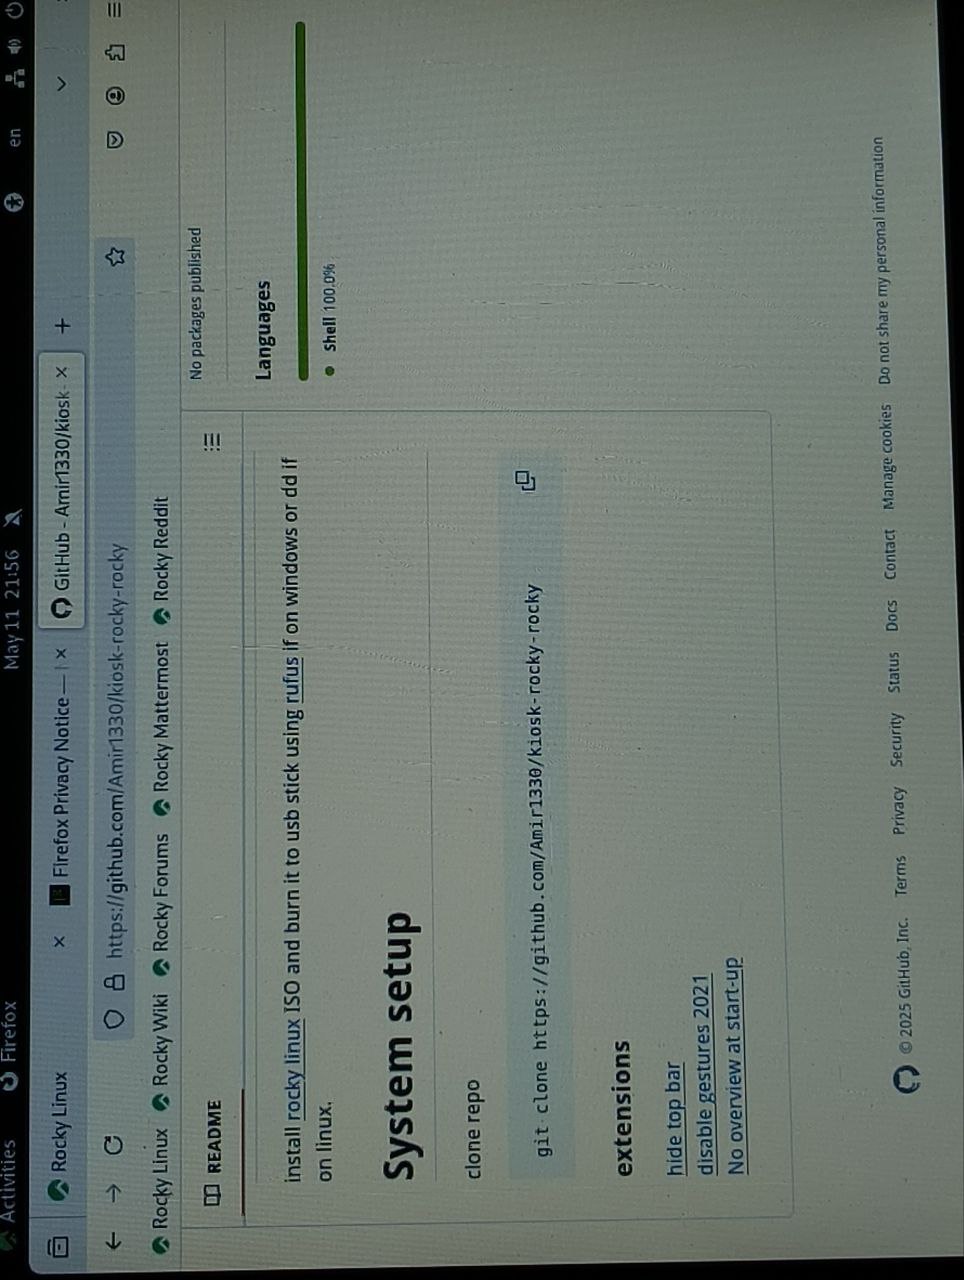 Activities Firefox May 11 21:56 en
Rocky Linux × Firefox Privacy Notice — × GitHub - Amir1330/kiosk- × +
https://github.com/Amir1330/kiosk-rocky-rocky
Rocky Linux Rocky Wiki Rocky Forums Rocky Mattermost Rocky Reddit
README
install rocky linux ISO and burn it to usb stick using rufus if on windows or dd if
on linux.
System setup
clone repo
git clone https://github.com/Amir1330/kiosk-rocky-rocky
extensions
hide top bar
disable gestures 2021
No overview at start-up
No packages published
Languages
Shell 100.0%
© 2025 GitHub, Inc. Terms Privacy Security Status Docs Contact Manage cookies Do not share my personal information